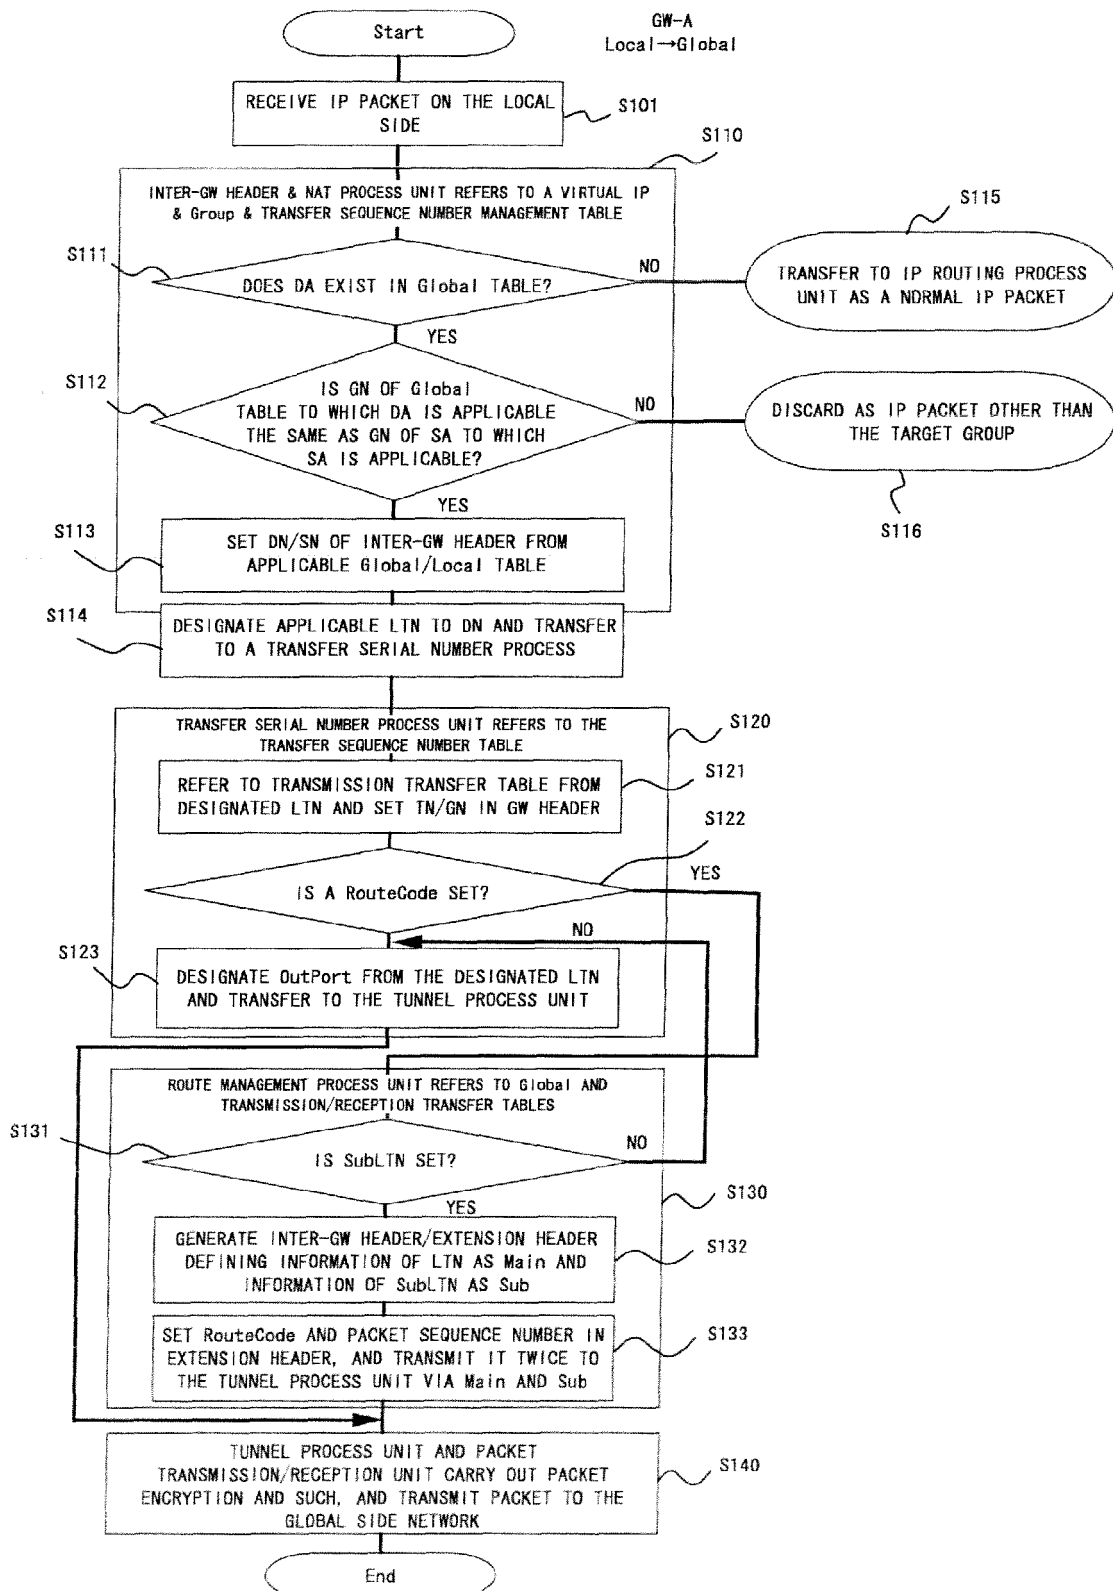 Start
GW-A
Local→Global
RECEIVE IP PACKET ON THE LOCAL
SIDE
S101
S110
INTER-GW HEADER & NAT PROCESS UNIT REFERS TO A VIRTUAL IP
& Group & TRANSFER SEQUENCE NUMBER MANAGEMENT TABLE
S111
DOES DA EXIST IN Global TABLE?
NO
S115
TRANSFER TO IP ROUTING PROCESS
UNIT AS A NORMAL IP PACKET
YES
S112
IS GN OF Global
TABLE TO WHICH DA IS APPLICABLE
THE SAME AS GN OF SA TO WHICH
SA IS APPLICABLE?
NO
DISCARD AS IP PACKET OTHER THAN
THE TARGET GROUP
S116
YES
S113
SET DN/SN OF INTER-GW HEADER FROM
APPLICABLE Global/Local TABLE
S114
DESIGNATE APPLICABLE LTN TO DN AND TRANSFER
TO A TRANSFER SERIAL NUMBER PROCESS
TRANSFER SERIAL NUMBER PROCESS UNIT REFERS TO THE
TRANSFER SEQUENCE NUMBER TABLE
S120
REFER TO TRANSMISSION TRANSFER TABLE FROM
DESIGNATED LTN AND SET TN/GN IN GW HEADER
S121
S122
IS A RouteCode SET?
YES
NO
S123
DESIGNATE OutPort FROM THE DESIGNATED LTN
AND TRANSFER TO THE TUNNEL PROCESS UNIT
ROUTE MANAGEMENT PROCESS UNIT REFERS TO Global AND
TRANSMISSION/RECEPTION TRANSFER TABLES
S131
IS SubLTN SET?
NO
S130
YES
GENERATE INTER-GW HEADER/EXTENSION HEADER
DEFINING INFORMATION OF LTN AS Main AND
INFORMATION OF SubLTN AS Sub
S132
SET RouteCode AND PACKET SEQUENCE NUMBER IN
EXTENSION HEADER, AND TRANSMIT IT TWICE TO
THE TUNNEL PROCESS UNIT VIA Main AND Sub
S133
TUNNEL PROCESS UNIT AND PACKET
TRANSMISSION/RECEPTION UNIT CARRY OUT PACKET
ENCRYPTION AND SUCH, AND TRANSMIT PACKET TO THE
GLOBAL SIDE NETWORK
S140
End